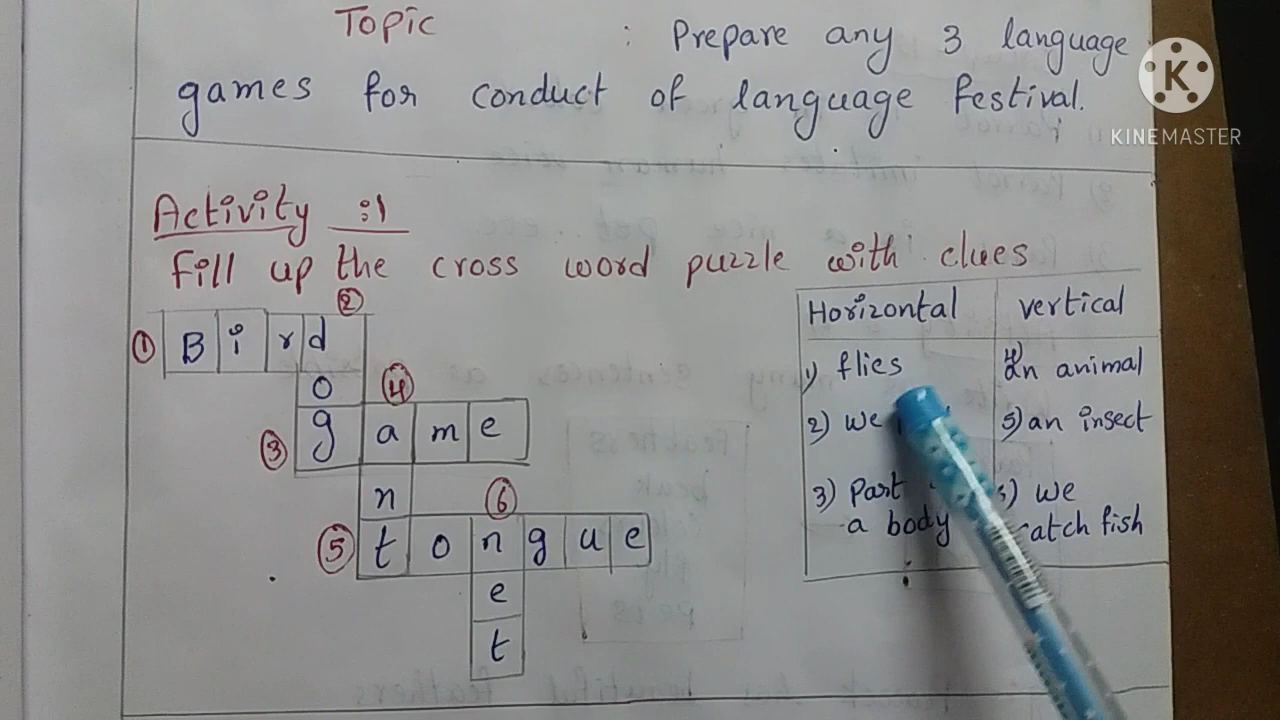 Topic : Prepare any 3 language
games for conduct of language festival.
KINEMASTER
Activity :1
Fill up the cross word puzzle with clues
②
① B i r d
o ④
③ g a m e
n ⑥
⑤ t o n g u e
e
t
Horizontal vertical
1) flies an animal
2) we 5) an insect
3) Part we
a body catch fish